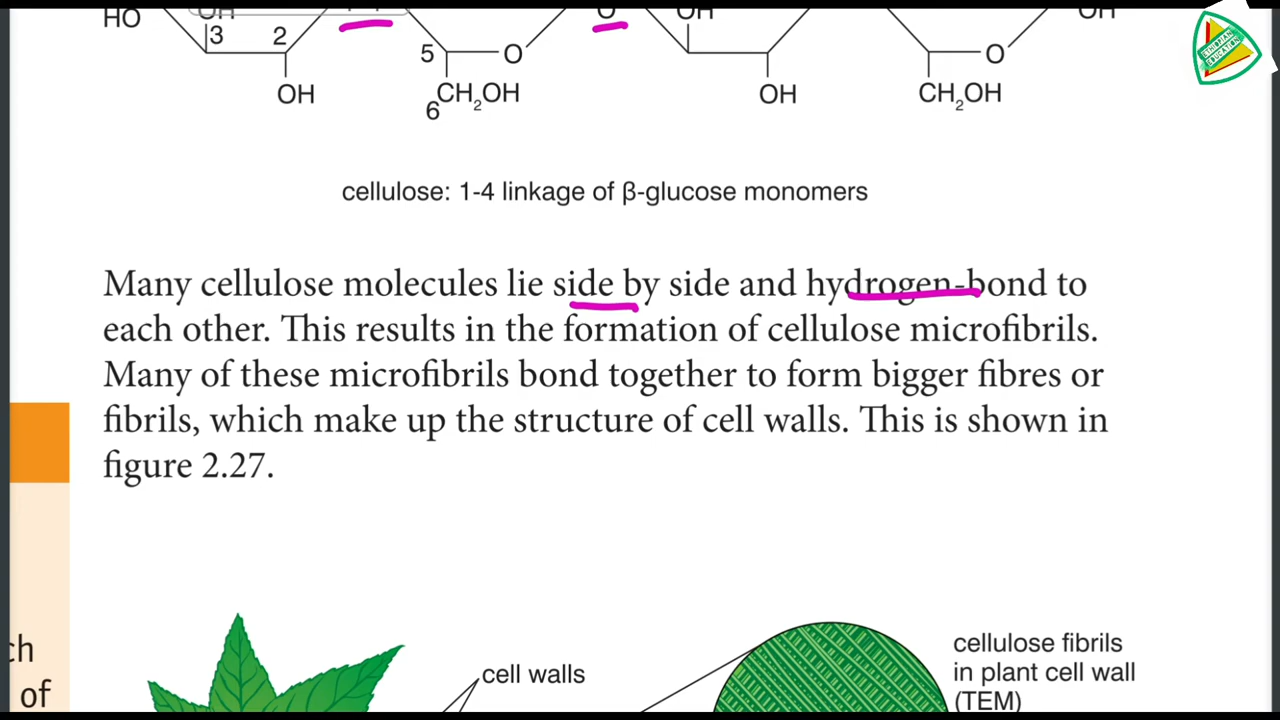 HO
OH
O
OH
OH
3
2
5
O
O
OH
6
CH2OH
OH
CH2OH
ETHIOPIAN
EDUCATION
cellulose: 1-4 linkage of β-glucose monomers
Many cellulose molecules lie side by side and hydrogen-bond to
each other. This results in the formation of cellulose microfibrils.
Many of these microfibrils bond together to form bigger fibres or
fibrils, which make up the structure of cell walls. This is shown in
figure 2.27.
ch
of
cell walls
cellulose fibrils
in plant cell wall
(TEM)